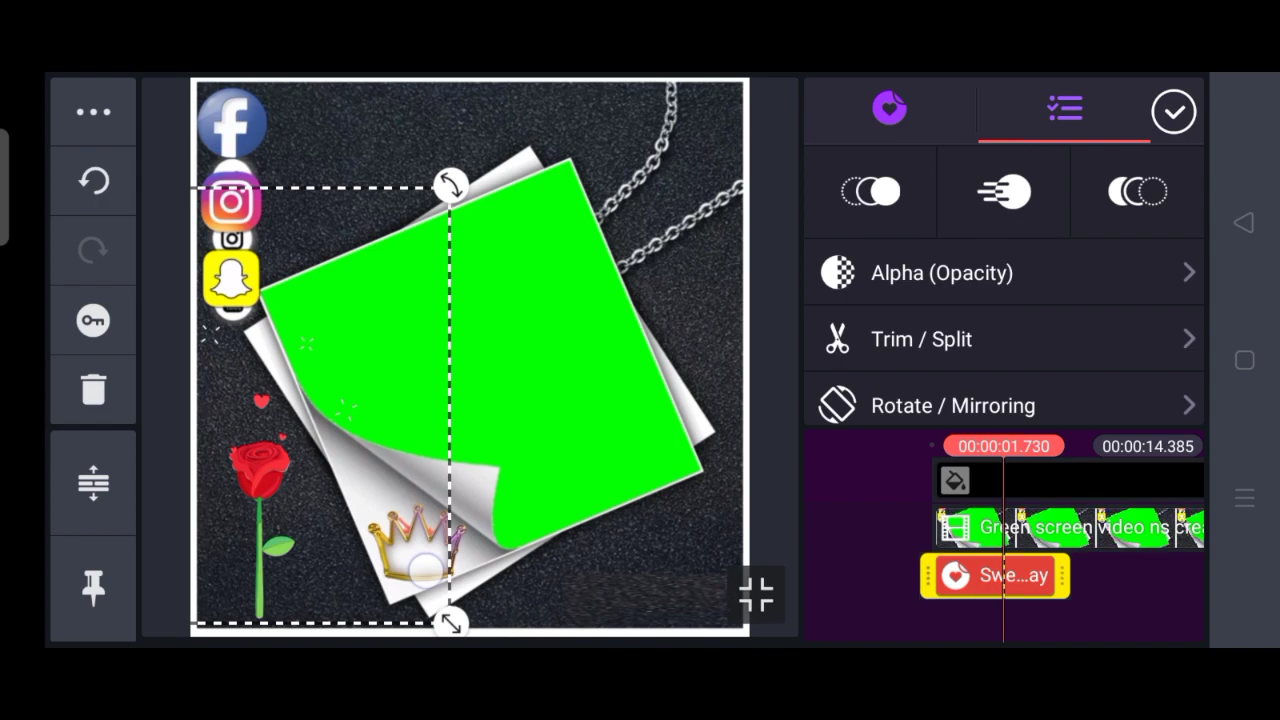 Alpha (Opacity)
Trim / Split
Rotate / Mirroring
00:00:01.730
00:00:14.385
Green screen video ns cre
Swe...ay